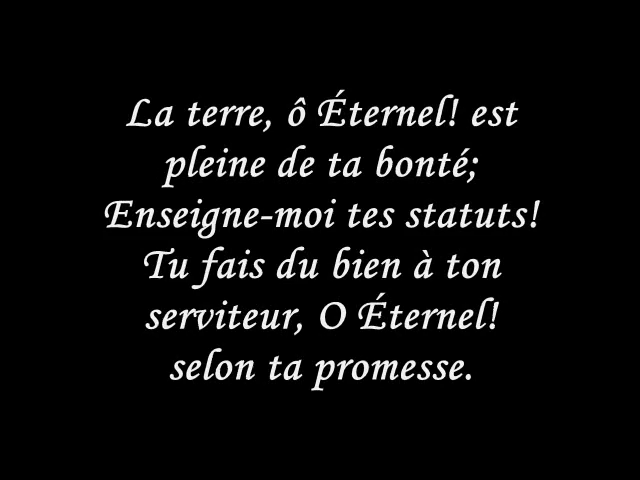 La terre, ô Éternel! est
pleine de ta bonté;
Enseigne-moi tes statuts!
Tu fais du bien à ton
serviteur, O Éternel!
selon ta promesse.